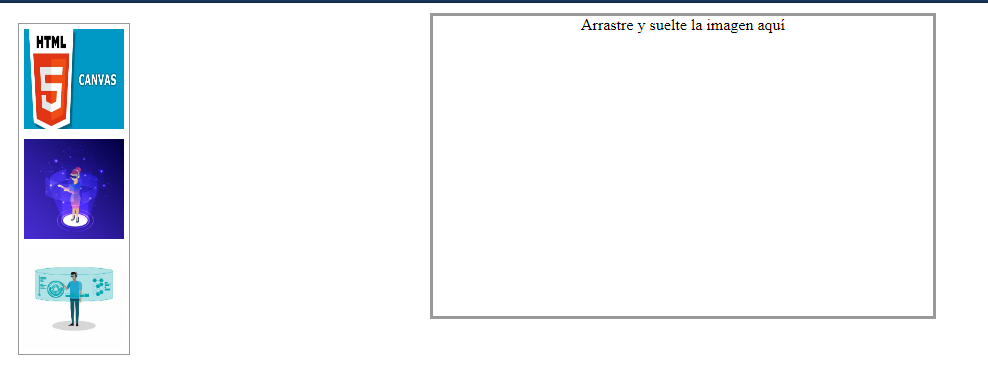 HTML
5
CANVAS
Arrastre y suelte la imagen aquí